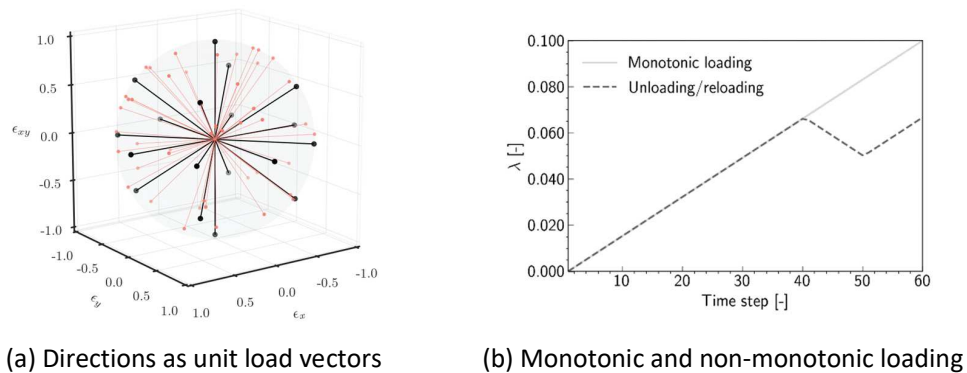 1.0
0.5
0.0
-0.5
-1.0
ϵxy
-1.0
-0.5
0.0
0.5
1.0
ϵy
1.0
0.5
0.0
-0.5
-1.0
ϵx
0.100
0.080
0.060
0.040
0.020
0.000
λ [-]
Monotonic loading
Unloading/reloading
10 20 30 40 50 60
Time step [-]
(a) Directions as unit load vectors
(b) Monotonic and non-monotonic loading